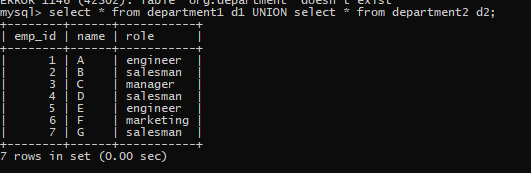 ERROR 1146 (42S02): Table 'org.department' doesn't exist
mysql> select * from department1 d1 UNION select * from department2 d2;
+--------+------+-----------+
| emp_id | name | role      |
+--------+------+-----------+
|      1 | A    | engineer  |
|      2 | B    | salesman  |
|      3 | C    | manager   |
|      4 | D    | salesman  |
|      5 | E    | engineer  |
|      6 | F    | marketing |
|      7 | G    | salesman  |
+--------+------+-----------+
7 rows in set (0.00 sec)